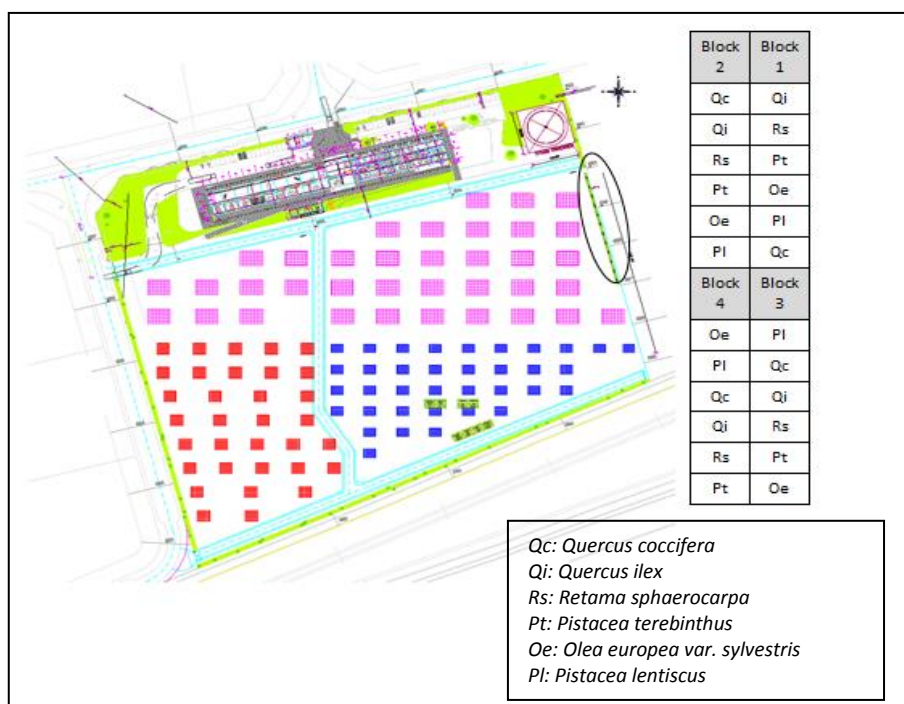 Block 2 Block 1
Qc Qi
Qi Rs
Rs Pt
Pt Oe
Oe Pl
Pl Qc
Block 4 Block 3
Oe Pl
Pl Qc
Qc Qi
Qi Rs
Rs Pt
Pt Oe
Qc: Quercus coccifera
Qi: Quercus ilex
Rs: Retama sphaerocarpa
Pt: Pistacea terebinthus
Oe: Olea europea var. sylvestris
Pl: Pistacea lentiscus